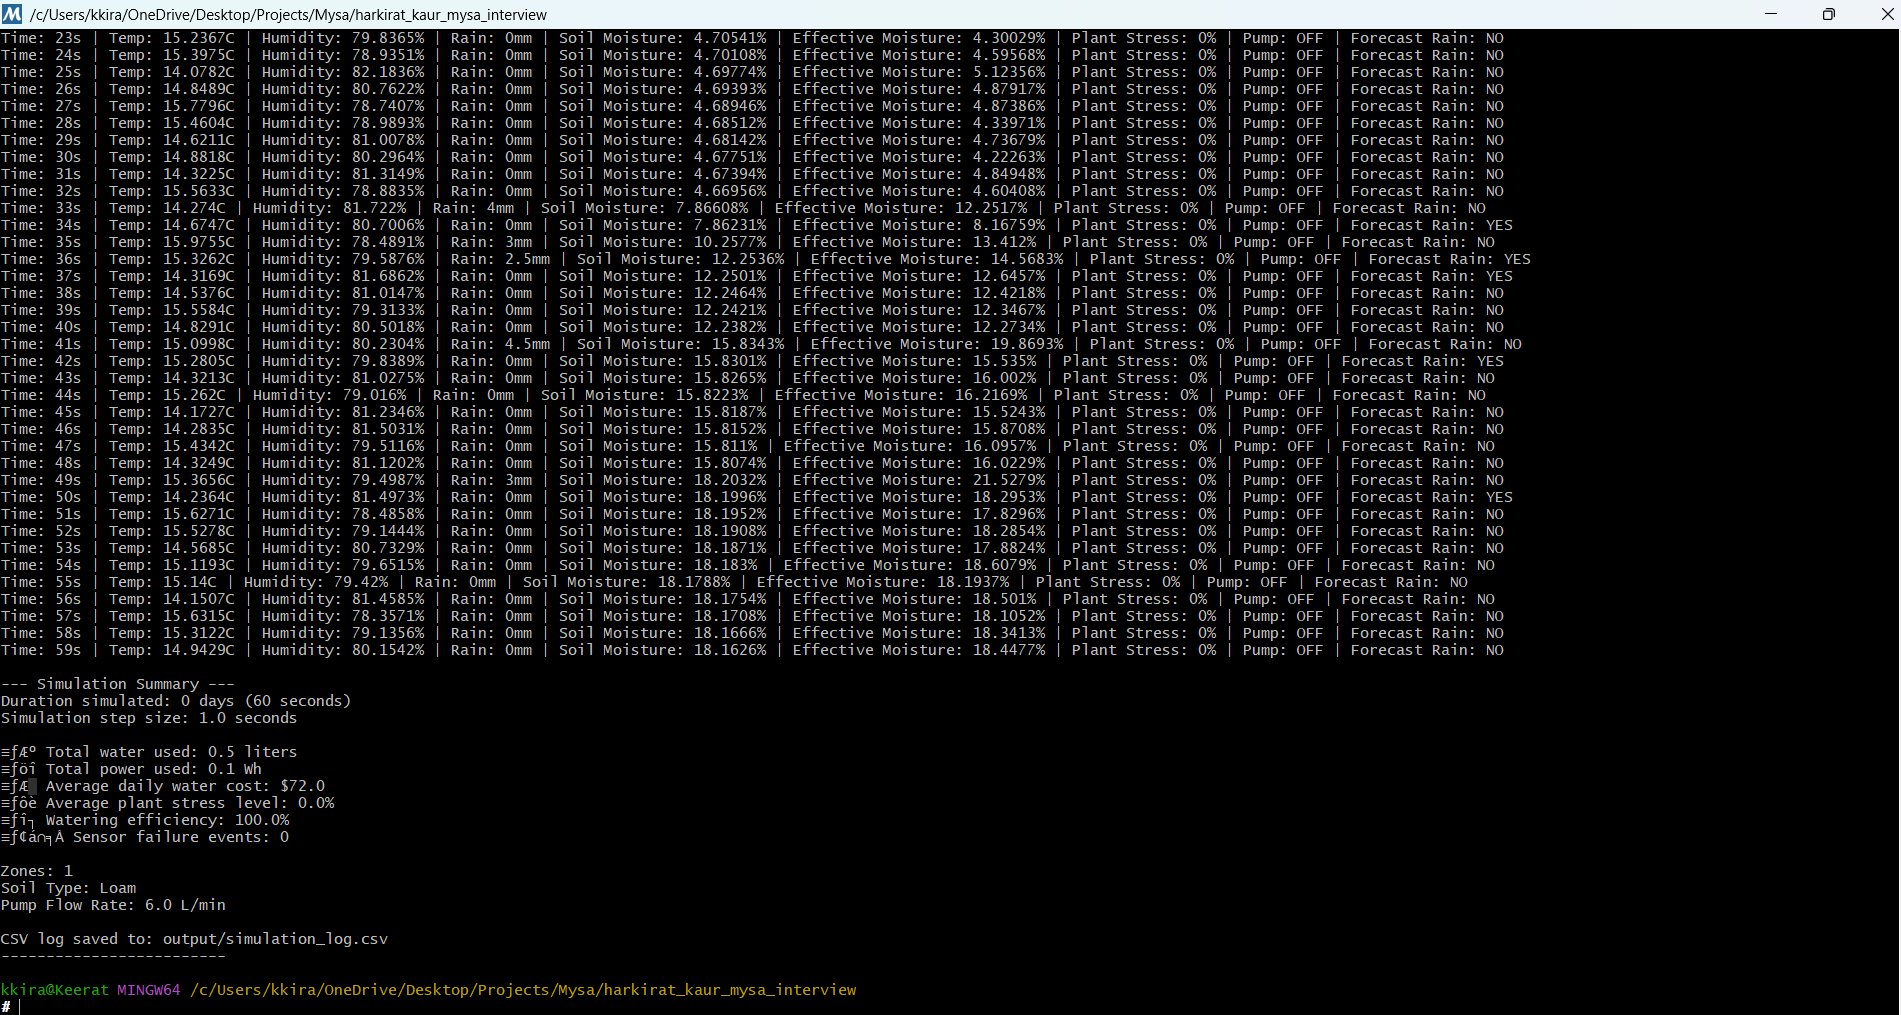 /c/Users/kkira/OneDrive/Desktop/Projects/Mysa/harkirat_kaur_mysa_interview
Time: 23s | Temp: 15.2367C | Humidity: 79.8365% | Rain: 0mm | Soil Moisture: 4.70541% | Effective Moisture: 4.30029% | Plant Stress: 0% | Pump: OFF | Forecast Rain: NO
Time: 24s | Temp: 15.3975C | Humidity: 78.9351% | Rain: 0mm | Soil Moisture: 4.70108% | Effective Moisture: 4.59568% | Plant Stress: 0% | Pump: OFF | Forecast Rain: NO
Time: 25s | Temp: 14.0782C | Humidity: 82.1836% | Rain: 0mm | Soil Moisture: 4.69774% | Effective Moisture: 5.12356% | Plant Stress: 0% | Pump: OFF | Forecast Rain: NO
Time: 26s | Temp: 14.8489C | Humidity: 80.7622% | Rain: 0mm | Soil Moisture: 4.69393% | Effective Moisture: 4.87917% | Plant Stress: 0% | Pump: OFF | Forecast Rain: NO
Time: 27s | Temp: 15.7796C | Humidity: 78.7407% | Rain: 0mm | Soil Moisture: 4.68946% | Effective Moisture: 4.87386% | Plant Stress: 0% | Pump: OFF | Forecast Rain: NO
Time: 28s | Temp: 15.4604C | Humidity: 78.9893% | Rain: 0mm | Soil Moisture: 4.68512% | Effective Moisture: 4.33971% | Plant Stress: 0% | Pump: OFF | Forecast Rain: NO
Time: 29s | Temp: 14.6211C | Humidity: 81.0078% | Rain: 0mm | Soil Moisture: 4.68142% | Effective Moisture: 4.73679% | Plant Stress: 0% | Pump: OFF | Forecast Rain: NO
Time: 30s | Temp: 14.8818C | Humidity: 80.2964% | Rain: 0mm | Soil Moisture: 4.67751% | Effective Moisture: 4.22263% | Plant Stress: 0% | Pump: OFF | Forecast Rain: NO
Time: 31s | Temp: 14.3225C | Humidity: 81.3149% | Rain: 0mm | Soil Moisture: 4.67394% | Effective Moisture: 4.84948% | Plant Stress: 0% | Pump: OFF | Forecast Rain: NO
Time: 32s | Temp: 15.5633C | Humidity: 78.8835% | Rain: 0mm | Soil Moisture: 4.66956% | Effective Moisture: 4.60408% | Plant Stress: 0% | Pump: OFF | Forecast Rain: NO
Time: 33s | Temp: 14.274C | Humidity: 81.722% | Rain: 4mm | Soil Moisture: 7.86608% | Effective Moisture: 12.2517% | Plant Stress: 0% | Pump: OFF | Forecast Rain: NO
Time: 34s | Temp: 14.6747C | Humidity: 80.7006% | Rain: 0mm | Soil Moisture: 7.86231% | Effective Moisture: 8.16759% | Plant Stress: 0% | Pump: OFF | Forecast Rain: YES
Time: 35s | Temp: 15.9755C | Humidity: 78.4891% | Rain: 3mm | Soil Moisture: 10.2577% | Effective Moisture: 13.412% | Plant Stress: 0% | Pump: OFF | Forecast Rain: NO
Time: 36s | Temp: 15.3262C | Humidity: 79.5876% | Rain: 2.5mm | Soil Moisture: 12.2536% | Effective Moisture: 14.5683% | Plant Stress: 0% | Pump: OFF | Forecast Rain: YES
Time: 37s | Temp: 14.3169C | Humidity: 81.6862% | Rain: 0mm | Soil Moisture: 12.2501% | Effective Moisture: 12.6457% | Plant Stress: 0% | Pump: OFF | Forecast Rain: YES
Time: 38s | Temp: 14.5376C | Humidity: 81.0147% | Rain: 0mm | Soil Moisture: 12.2464% | Effective Moisture: 12.4218% | Plant Stress: 0% | Pump: OFF | Forecast Rain: NO
Time: 39s | Temp: 15.5584C | Humidity: 79.3133% | Rain: 0mm | Soil Moisture: 12.2421% | Effective Moisture: 12.3467% | Plant Stress: 0% | Pump: OFF | Forecast Rain: NO
Time: 40s | Temp: 14.8291C | Humidity: 80.5018% | Rain: 0mm | Soil Moisture: 12.2382% | Effective Moisture: 12.2734% | Plant Stress: 0% | Pump: OFF | Forecast Rain: NO
Time: 41s | Temp: 15.0998C | Humidity: 80.2304% | Rain: 4.5mm | Soil Moisture: 15.8343% | Effective Moisture: 19.8693% | Plant Stress: 0% | Pump: OFF | Forecast Rain: NO
Time: 42s | Temp: 15.2805C | Humidity: 79.8389% | Rain: 0mm | Soil Moisture: 15.8301% | Effective Moisture: 15.535% | Plant Stress: 0% | Pump: OFF | Forecast Rain: YES
Time: 43s | Temp: 14.3213C | Humidity: 81.0275% | Rain: 0mm | Soil Moisture: 15.8265% | Effective Moisture: 16.002% | Plant Stress: 0% | Pump: OFF | Forecast Rain: NO
Time: 44s | Temp: 15.262C | Humidity: 79.016% | Rain: 0mm | Soil Moisture: 15.8223% | Effective Moisture: 16.2169% | Plant Stress: 0% | Pump: OFF | Forecast Rain: NO
Time: 45s | Temp: 14.1727C | Humidity: 81.2346% | Rain: 0mm | Soil Moisture: 15.8187% | Effective Moisture: 15.5243% | Plant Stress: 0% | Pump: OFF | Forecast Rain: NO
Time: 46s | Temp: 14.2835C | Humidity: 81.5031% | Rain: 0mm | Soil Moisture: 15.8152% | Effective Moisture: 15.8708% | Plant Stress: 0% | Pump: OFF | Forecast Rain: NO
Time: 47s | Temp: 15.4342C | Humidity: 79.5116% | Rain: 0mm | Soil Moisture: 15.811% | Effective Moisture: 16.0957% | Plant Stress: 0% | Pump: OFF | Forecast Rain: NO
Time: 48s | Temp: 14.3249C | Humidity: 81.1202% | Rain: 0mm | Soil Moisture: 15.8074% | Effective Moisture: 16.0229% | Plant Stress: 0% | Pump: OFF | Forecast Rain: NO
Time: 49s | Temp: 15.3656C | Humidity: 79.4987% | Rain: 3mm | Soil Moisture: 18.2032% | Effective Moisture: 21.5279% | Plant Stress: 0% | Pump: OFF | Forecast Rain: NO
Time: 50s | Temp: 14.2364C | Humidity: 81.4973% | Rain: 0mm | Soil Moisture: 18.1996% | Effective Moisture: 18.2953% | Plant Stress: 0% | Pump: OFF | Forecast Rain: YES
Time: 51s | Temp: 15.6271C | Humidity: 78.4858% | Rain: 0mm | Soil Moisture: 18.1952% | Effective Moisture: 17.8296% | Plant Stress: 0% | Pump: OFF | Forecast Rain: NO
Time: 52s | Temp: 15.5278C | Humidity: 79.1444% | Rain: 0mm | Soil Moisture: 18.1908% | Effective Moisture: 18.2854% | Plant Stress: 0% | Pump: OFF | Forecast Rain: NO
Time: 53s | Temp: 14.5685C | Humidity: 80.7329% | Rain: 0mm | Soil Moisture: 18.1871% | Effective Moisture: 17.8824% | Plant Stress: 0% | Pump: OFF | Forecast Rain: NO
Time: 54s | Temp: 15.1193C | Humidity: 79.6515% | Rain: 0mm | Soil Moisture: 18.183% | Effective Moisture: 18.6079% | Plant Stress: 0% | Pump: OFF | Forecast Rain: NO
Time: 55s | Temp: 15.14C | Humidity: 79.42% | Rain: 0mm | Soil Moisture: 18.1788% | Effective Moisture: 18.1937% | Plant Stress: 0% | Pump: OFF | Forecast Rain: NO
Time: 56s | Temp: 14.1507C | Humidity: 81.4585% | Rain: 0mm | Soil Moisture: 18.1754% | Effective Moisture: 18.501% | Plant Stress: 0% | Pump: OFF | Forecast Rain: NO
Time: 57s | Temp: 15.6315C | Humidity: 78.3571% | Rain: 0mm | Soil Moisture: 18.1708% | Effective Moisture: 18.1052% | Plant Stress: 0% | Pump: OFF | Forecast Rain: NO
Time: 58s | Temp: 15.3122C | Humidity: 79.1356% | Rain: 0mm | Soil Moisture: 18.1666% | Effective Moisture: 18.3413% | Plant Stress: 0% | Pump: OFF | Forecast Rain: NO
Time: 59s | Temp: 14.9429C | Humidity: 80.1542% | Rain: 0mm | Soil Moisture: 18.1626% | Effective Moisture: 18.4477% | Plant Stress: 0% | Pump: OFF | Forecast Rain: NO
--- Simulation Summary ---
Duration simulated: 0 days (60 seconds)
Simulation step size: 1.0 seconds
≡ƒÆº Total water used: 0.5 liters
≡ƒöî Total power used: 0.1 Wh
≡ƒÆ Average daily water cost: $72.0
≡ƒôè Average plant stress level: 0.0%
≡ƒî┐ Watering efficiency: 100.0%
≡ƒ¢á∩╕Å Sensor failure events: 0
Zones: 1
Soil Type: Loam
Pump Flow Rate: 6.0 L/min
CSV log saved to: output/simulation_log.csv
-------------------------
kkira@Keerat MINGW64 /c/Users/kkira/OneDrive/Desktop/Projects/Mysa/harkirat_kaur_mysa_interview
#